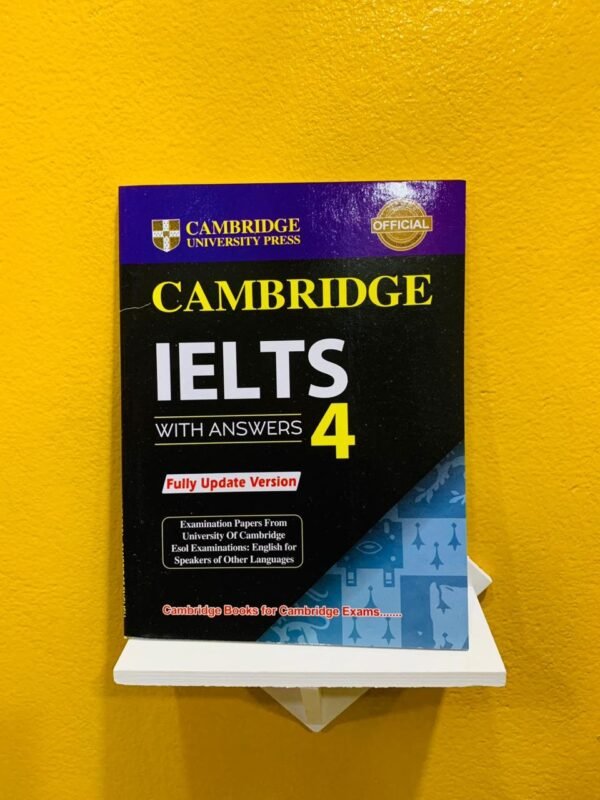 CAMBRIDGE
UNIVERSITY PRESS
OFFICIAL
CAMBRIDGE
IELTS
WITH ANSWERS 4
Fully Update Version
Examination Papers From
University Of Cambridge
Esol Examinations: English for
Speakers of Other Languages
Cambridge Books for Cambridge Exams.......